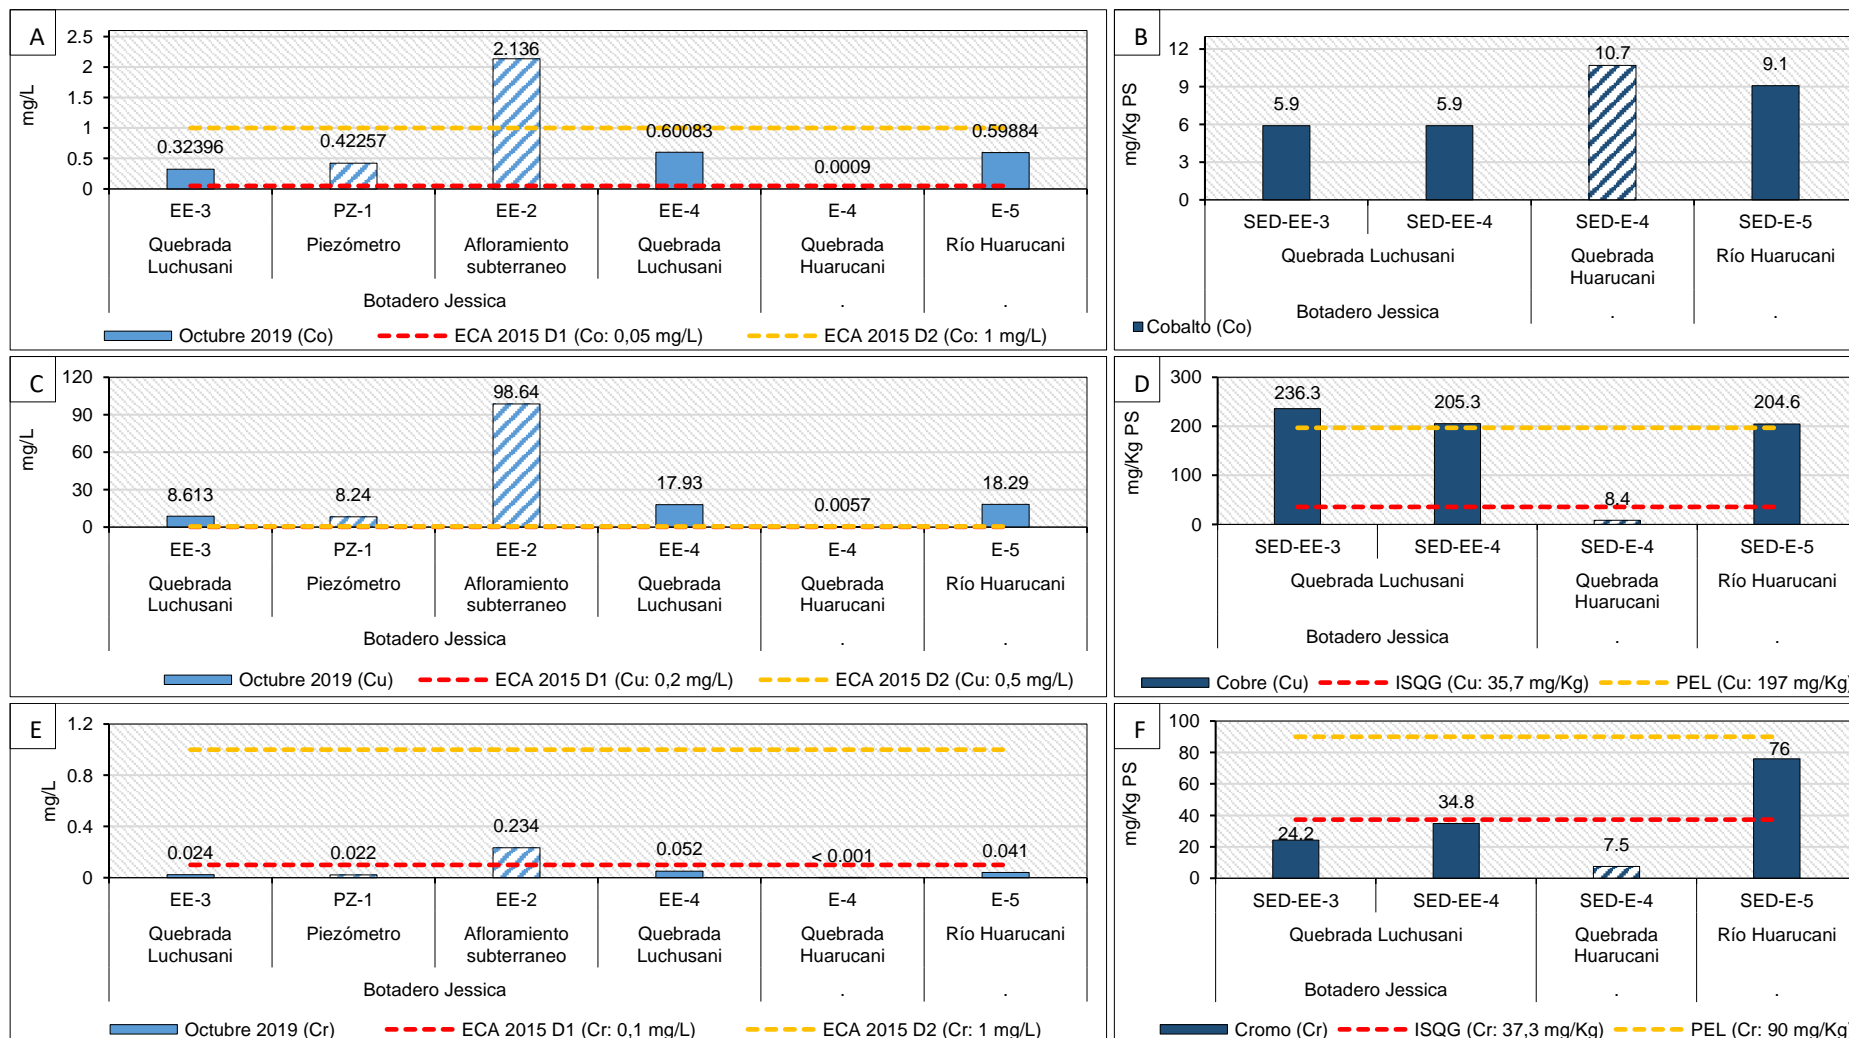 A
mg/L
2.5
2
1.5
1
0.5
0
0.32396
0.42257
2.136
0.60083
0.0009
0.59884
EE-3 PZ-1 EE-2 EE-4 E-4 E-5
Quebrada Luchusani Piezómetro Afloramiento subterraneo Quebrada Luchusani Quebrada Huarucani Río Huarucani
Botadero Jessica . .
Octubre 2019 (Co) ECA 2015 D1 (Co: 0,05 mg/L) ECA 2015 D2 (Co: 1 mg/L)
B
mg/Kg PS
12
9
6
3
0
5.9
5.9
10.7
9.1
SED-EE-3 SED-EE-4 SED-E-4 SED-E-5
Quebrada Luchusani Quebrada Huarucani Río Huarucani
Botadero Jessica . .
Cobalto (Co)
C
mg/L
120
90
60
30
0
8.613
8.24
98.64
17.93
0.0057
18.29
EE-3 PZ-1 EE-2 EE-4 E-4 E-5
Quebrada Luchusani Piezómetro Afloramiento subterraneo Quebrada Luchusani Quebrada Huarucani Río Huarucani
Botadero Jessica . .
Octubre 2019 (Cu) ECA 2015 D1 (Cu: 0,2 mg/L) ECA 2015 D2 (Cu: 0,5 mg/L)
D
mg/Kg PS
300
200
100
0
236.3
205.3
8.4
204.6
SED-EE-3 SED-EE-4 SED-E-4 SED-E-5
Quebrada Luchusani Quebrada Huarucani Río Huarucani
Botadero Jessica . .
Cobre (Cu) ISQG (Cu: 35,7 mg/Kg) PEL (Cu: 197 mg/Kg)
E
mg/L
1.2
0.8
0.4
0
0.024
0.022
0.234
0.052
< 0.001
0.041
EE-3 PZ-1 EE-2 EE-4 E-4 E-5
Quebrada Luchusani Piezómetro Afloramiento subterraneo Quebrada Luchusani Quebrada Huarucani Río Huarucani
Botadero Jessica . .
Octubre 2019 (Cr) ECA 2015 D1 (Cr: 0,1 mg/L) ECA 2015 D2 (Cr: 1 mg/L)
F
mg/Kg PS
100
80
60
40
20
0
24.2
34.8
7.5
76
SED-EE-3 SED-EE-4 SED-E-4 SED-E-5
Quebrada Luchusani Quebrada Huarucani Río Huarucani
Botadero Jessica . .
Cromo (Cr) ISQG (Cr: 37,3 mg/Kg) PEL (Cr: 90 mg/Kg)